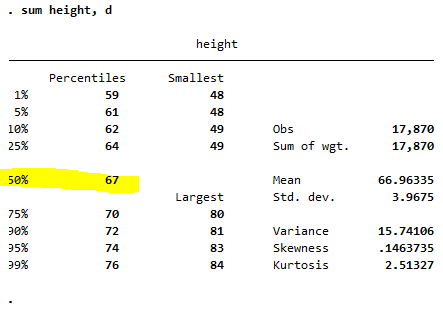 . sum height, d
height
Percentiles Smallest
1% 59 48
5% 61 48
10% 62 49 Obs 17,870
25% 64 49 Sum of wgt. 17,870
50% 67 Mean 66.96335
Largest Std. dev. 3.9675
75% 70 80
90% 72 81 Variance 15.74106
95% 74 83 Skewness .1463735
99% 76 84 Kurtosis 2.51327
.